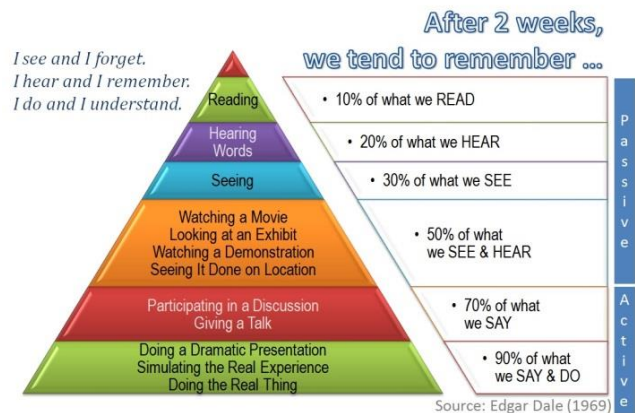 After 2 weeks,
we tend to remember ...
I see and I forget.
I hear and I remember.
I do and I understand.
Reading
• 10% of what we READ
Hearing
Words
• 20% of what we HEAR
Seeing
• 30% of what we SEE
Watching a Movie
Looking at an Exhibit
Watching a Demonstration
Seeing It Done on Location
• 50% of what
we SEE & HEAR
Passive
Participating in a Discussion
Giving a Talk
• 70% of what
we SAY
Doing a Dramatic Presentation
Simulating the Real Experience
Doing the Real Thing
• 90% of what
we SAY & DO
Active
Source: Edgar Dale (1969)